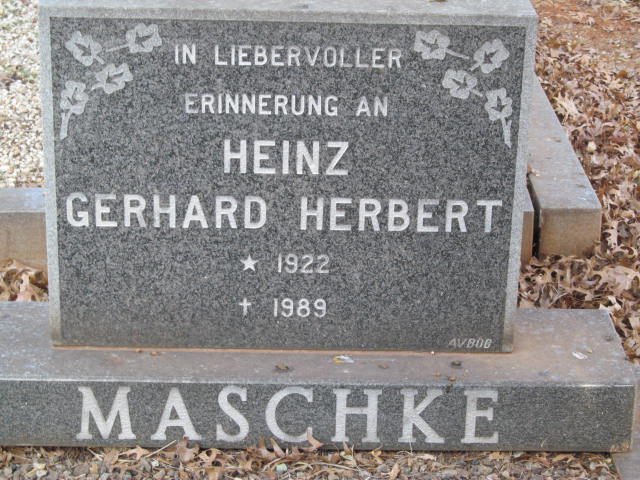 IN LIEBERVOLLER
ERINNERUNG AN
HEINZ
GERHARD HERBERT
★ 1922
✝ 1989
AVBOB
MASCHKE